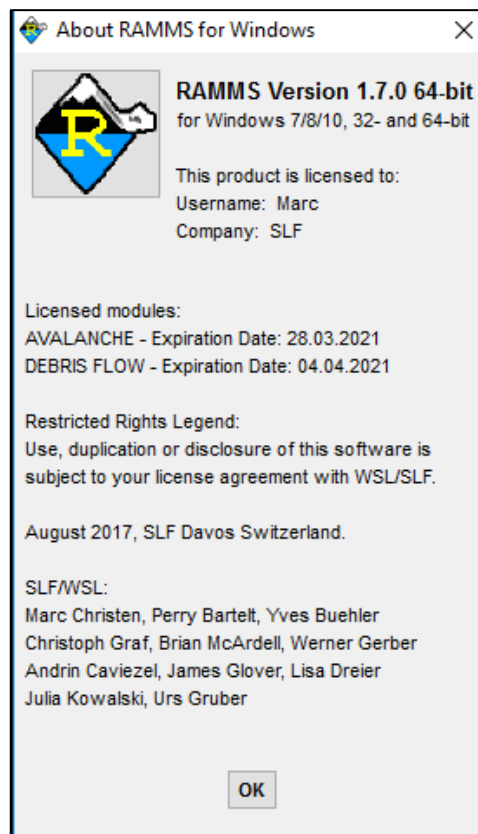 About RAMMS for Windows
R
RAMMS Version 1.7.0 64-bit
for Windows 7/8/10, 32- and 64-bit
This product is licensed to:
Username: Marc
Company: SLF
Licensed modules:
AVALANCHE - Expiration Date: 28.03.2021
DEBRIS FLOW - Expiration Date: 04.04.2021
Restricted Rights Legend:
Use, duplication or disclosure of this software is
subject to your license agreement with WSL/SLF.
August 2017, SLF Davos Switzerland.
SLF/WSL:
Marc Christen, Perry Bartelt, Yves Buehler
Christoph Graf, Brian McArdell, Werner Gerber
Andrin Caviezel, James Glover, Lisa Dreier
Julia Kowalski, Urs Gruber
OK